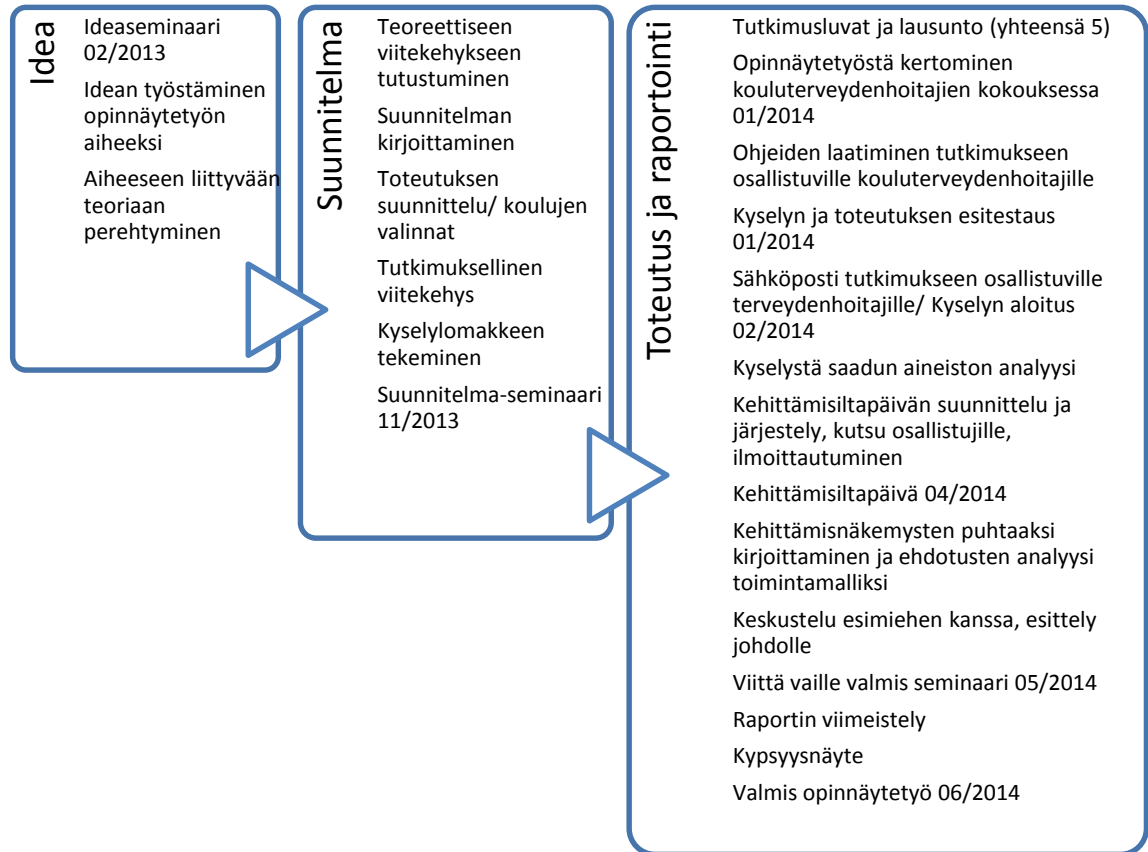 Idea
Ideaseminaari
02/2013
Idean työstäminen
opinnäytetyön
aiheeksi
Aiheeseen liittyvään
teoriaan
perehtyminen
Suunnitelma
Teoreettiseen
viitekehykseen
tutustuminen
Suunnitelman
kirjoittaminen
Toteutuksen
suunnittelu/ koulujen
valinnat
Tutkimuksellinen
viitekehys
Kyselylomakkeen
tekeminen
Suunnitelma-seminaari
11/2013
Toteutus ja raportointi
Tutkimusluvat ja lausunto (yhteensä 5)
Opinnäytetyöstä kertominen
kouluterveydenhoitajien kokouksessa
01/2014
Ohjeiden laatiminen tutkimukseen
osallistuville kouluterveydenhoitajille
Kyselyn ja toteutuksen esitestaus
01/2014
Sähköposti tutkimukseen osallistuville
terveydenhoitajille/ Kyselyn aloitus
02/2014
Kyselystä saadun aineiston analyysi
Kehittämisiltapäivän suunnittelu ja
järjestely, kutsu osallistujille,
ilmoittautuminen
Kehittämisiltapäivä 04/2014
Kehittämisnäkemysten puhtaaksi
kirjoittaminen ja ehdotusten analyysi
toimintamalliksi
Keskustelu esimiehen kanssa, esittely
johdolle
Viittä vaille valmis seminaari 05/2014
Raportin viimeistely
Kypsyysnäyte
Valmis opinnäytetyö 06/2014